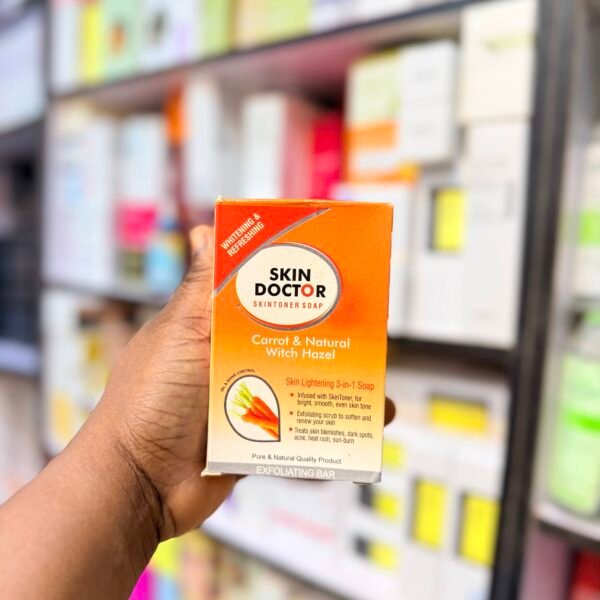 WHITENING &
REFRESHING
SKIN
DOCTOR
SKINTONER SOAP
Carrot & Natural
Witch Hazel
OIL & SHINE CONTROL
Skin Lightening 3-in-1 Soap
• Infused with SkinToner, for
bright, smooth, even skin tone
• Exfoliating scrub to soften and
renew your skin
• Treats skin blemishes, dark spots,
acne, heat rash, sun-burn
Pure & Natural Quality Product
EXFOLIATING BAR